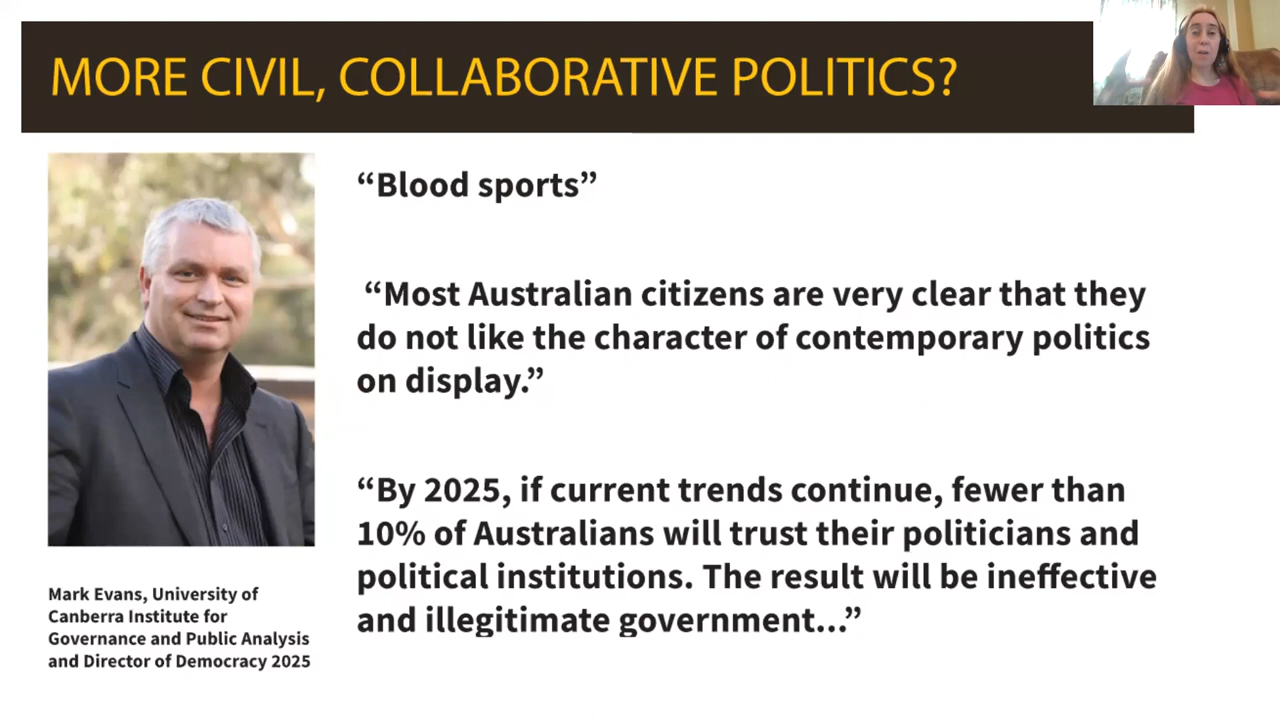 MORE CIVIL, COLLABORATIVE POLITICS?
“Blood sports”
“Most Australian citizens are very clear that they
do not like the character of contemporary politics
on display.”
“By 2025, if current trends continue, fewer than
10% of Australians will trust their politicians and
political institutions. The result will be ineffective
and illegitimate government...”
Mark Evans, University of
Canberra Institute for
Governance and Public Analysis
and Director of Democracy 2025